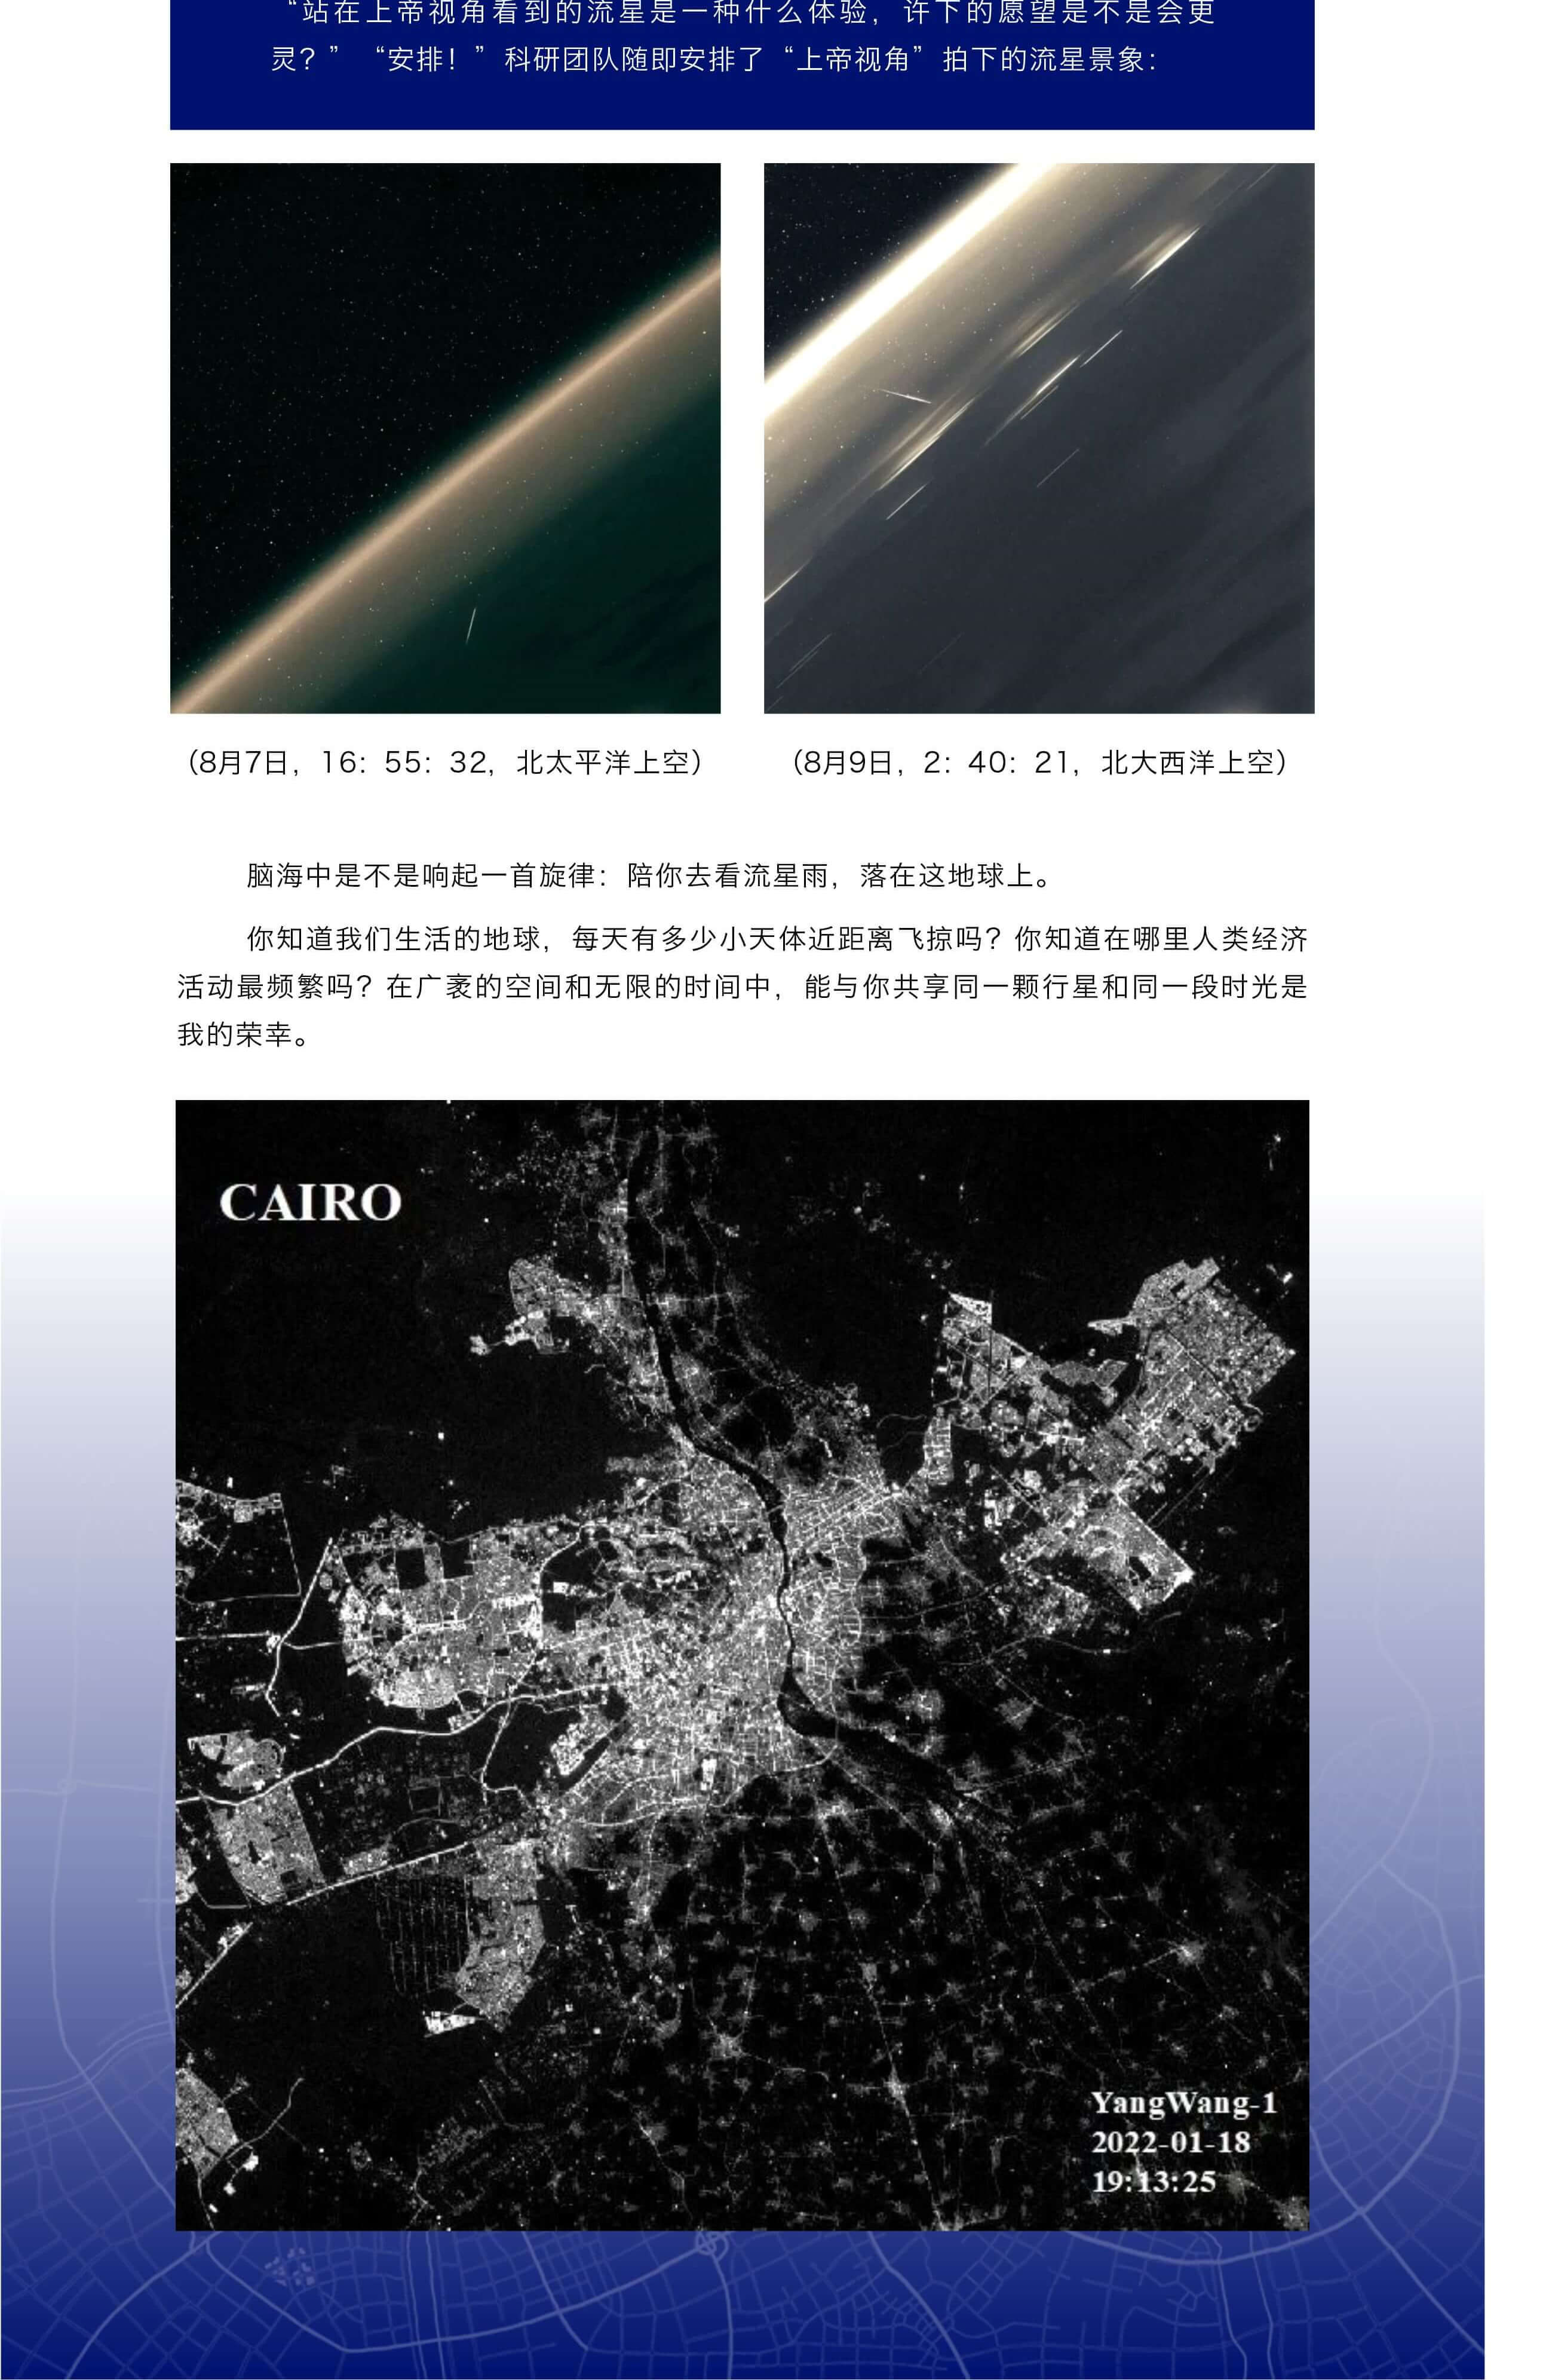 “站在上帝视角看到的流星是一种什么体验，许下的愿望是不是会更
灵？”“安排！”科研团队随即安排了“上帝视角”拍下的流星景象：
（8月7日，16：55：32，北太平洋上空）
（8月9日，2：40：21，北大西洋上空）
脑海中是不是响起一首旋律：陪你去看流星雨，落在这地球上。
你知道我们生活的地球，每天有多少小天体近距离飞掠吗？你知道在哪里人类经济
活动最频繁吗？在广袤的空间和无限的时间中，能与你共享同一颗行星和同一段时光是
我的荣幸。
CAIRO
YangWang-1
2022-01-18
19:13:25